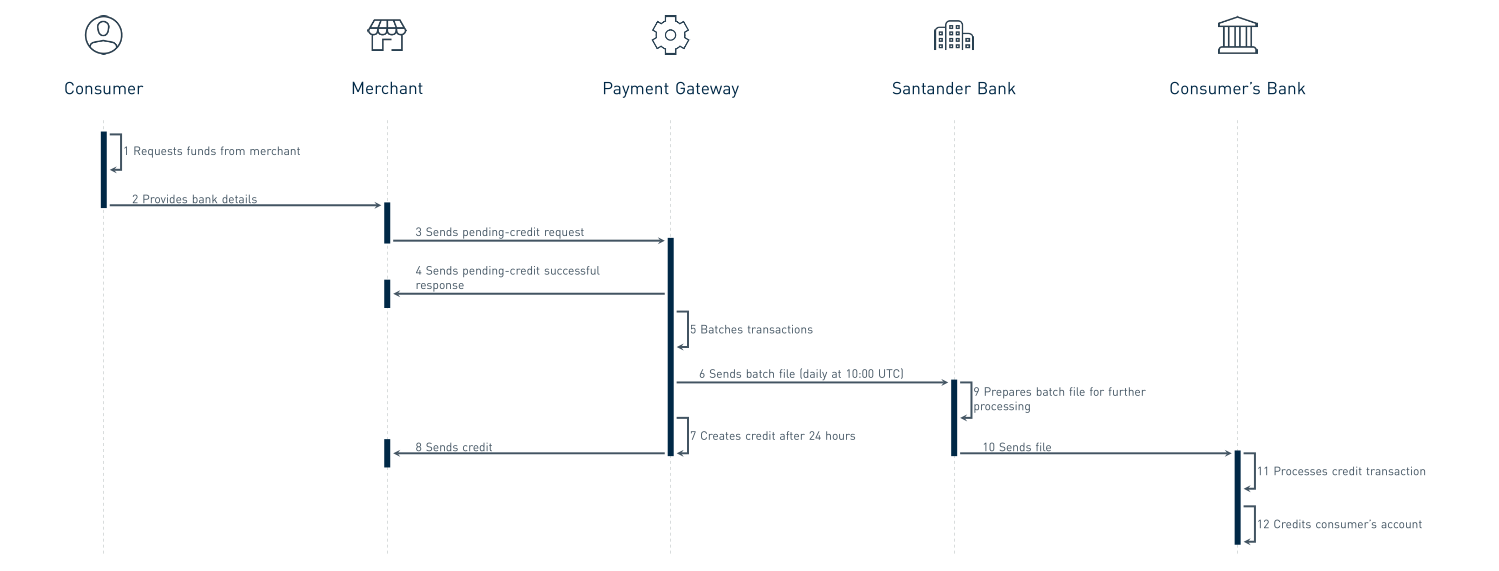 Consumer
Merchant
Payment Gateway
Santander Bank
Consumer's Bank
1 Requests funds from merchant
2 Provides bank details
3 Sends pending-credit request
4 Sends pending-credit successful
response
5 Batches transactions
6 Sends batch file (daily at 10:00 UTC)
9 Prepares batch file for further
processing
7 Creates credit after 24 hours
8 Sends credit
10 Sends file
11 Processes credit transaction
12 Credits consumer's account